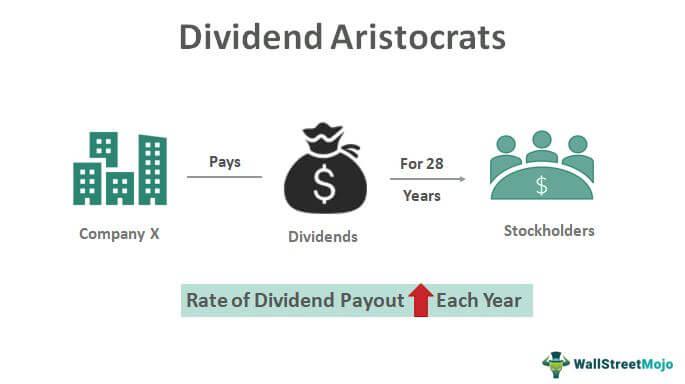 Dividend Aristocrats
Pays
For 28
Years
$
$
Company X
Dividends
Stockholders
Rate of Dividend Payout Each Year
WallStreetMojo